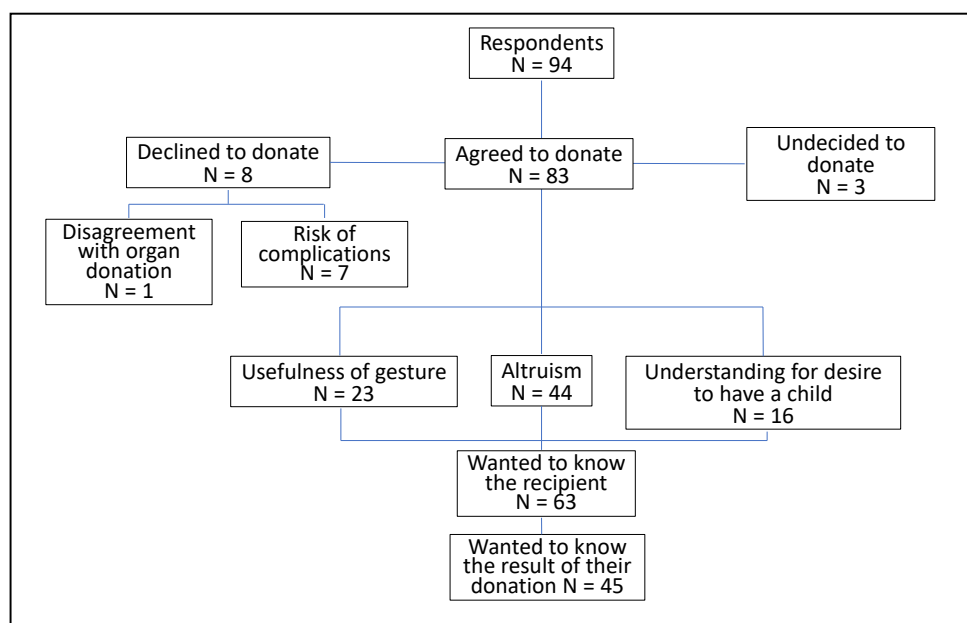 Respondents
N = 94
Declined to donate
N = 8
Agreed to donate
N = 83
Undecided to
donate
N = 3
Disagreement
with organ
donation
N = 1
Risk of
complications
N = 7
Usefulness of gesture
N = 23
Altruism
N = 44
Understanding for desire
to have a child
N = 16
Wanted to know
the recipient
N = 63
Wanted to know
the result of their
donation N = 45